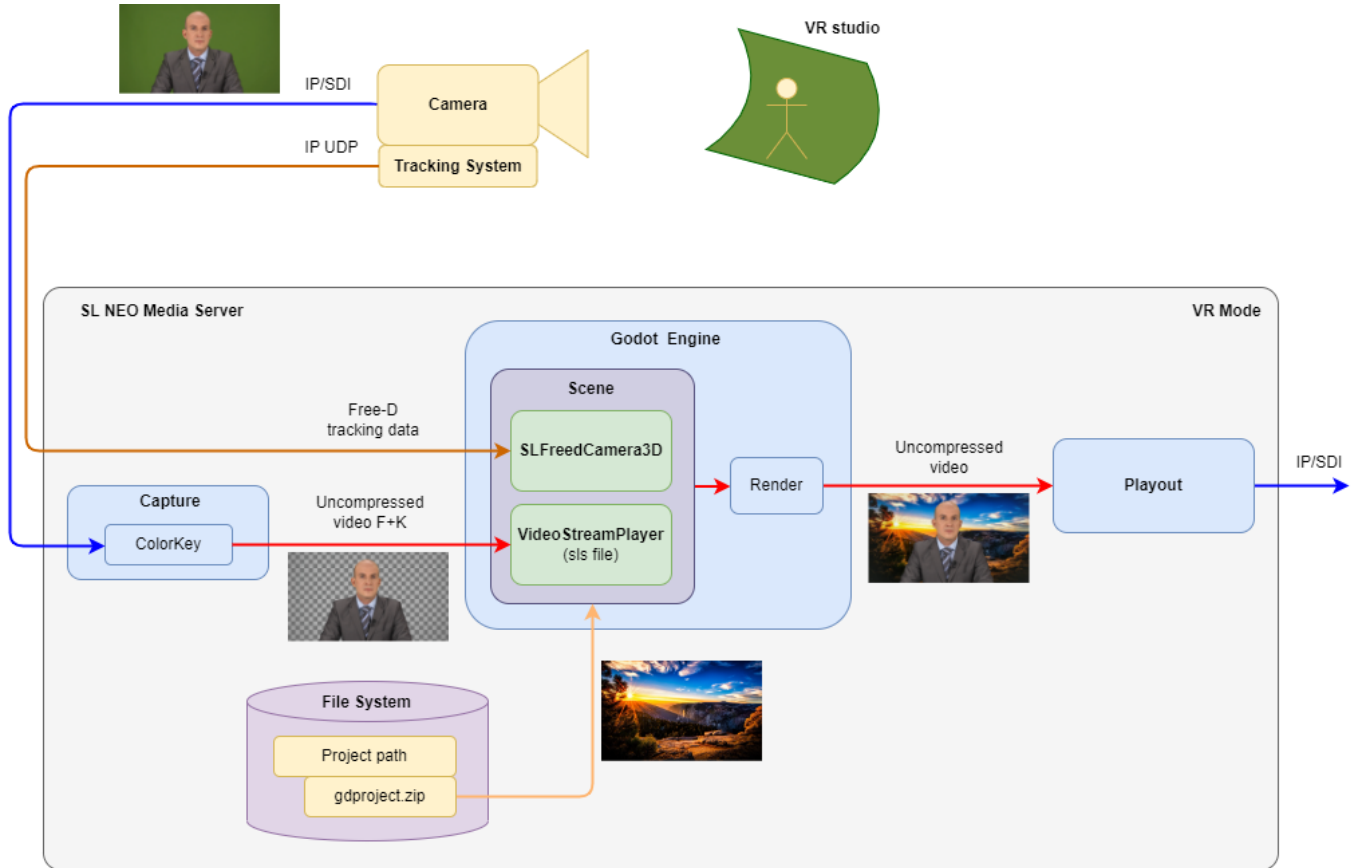 VR studio
IP/SDI
Camera
IP UDP
Tracking System
SL NEO Media Server
VR Mode
Godot Engine
Scene
Free-D
tracking data
SLFreedCamera3D
Uncompressed
video
Render
Playout
IP/SDI
Capture
ColorKey
Uncompressed
video F+K
VideoStreamPlayer
(sls file)
File System
Project path
gdproject.zip